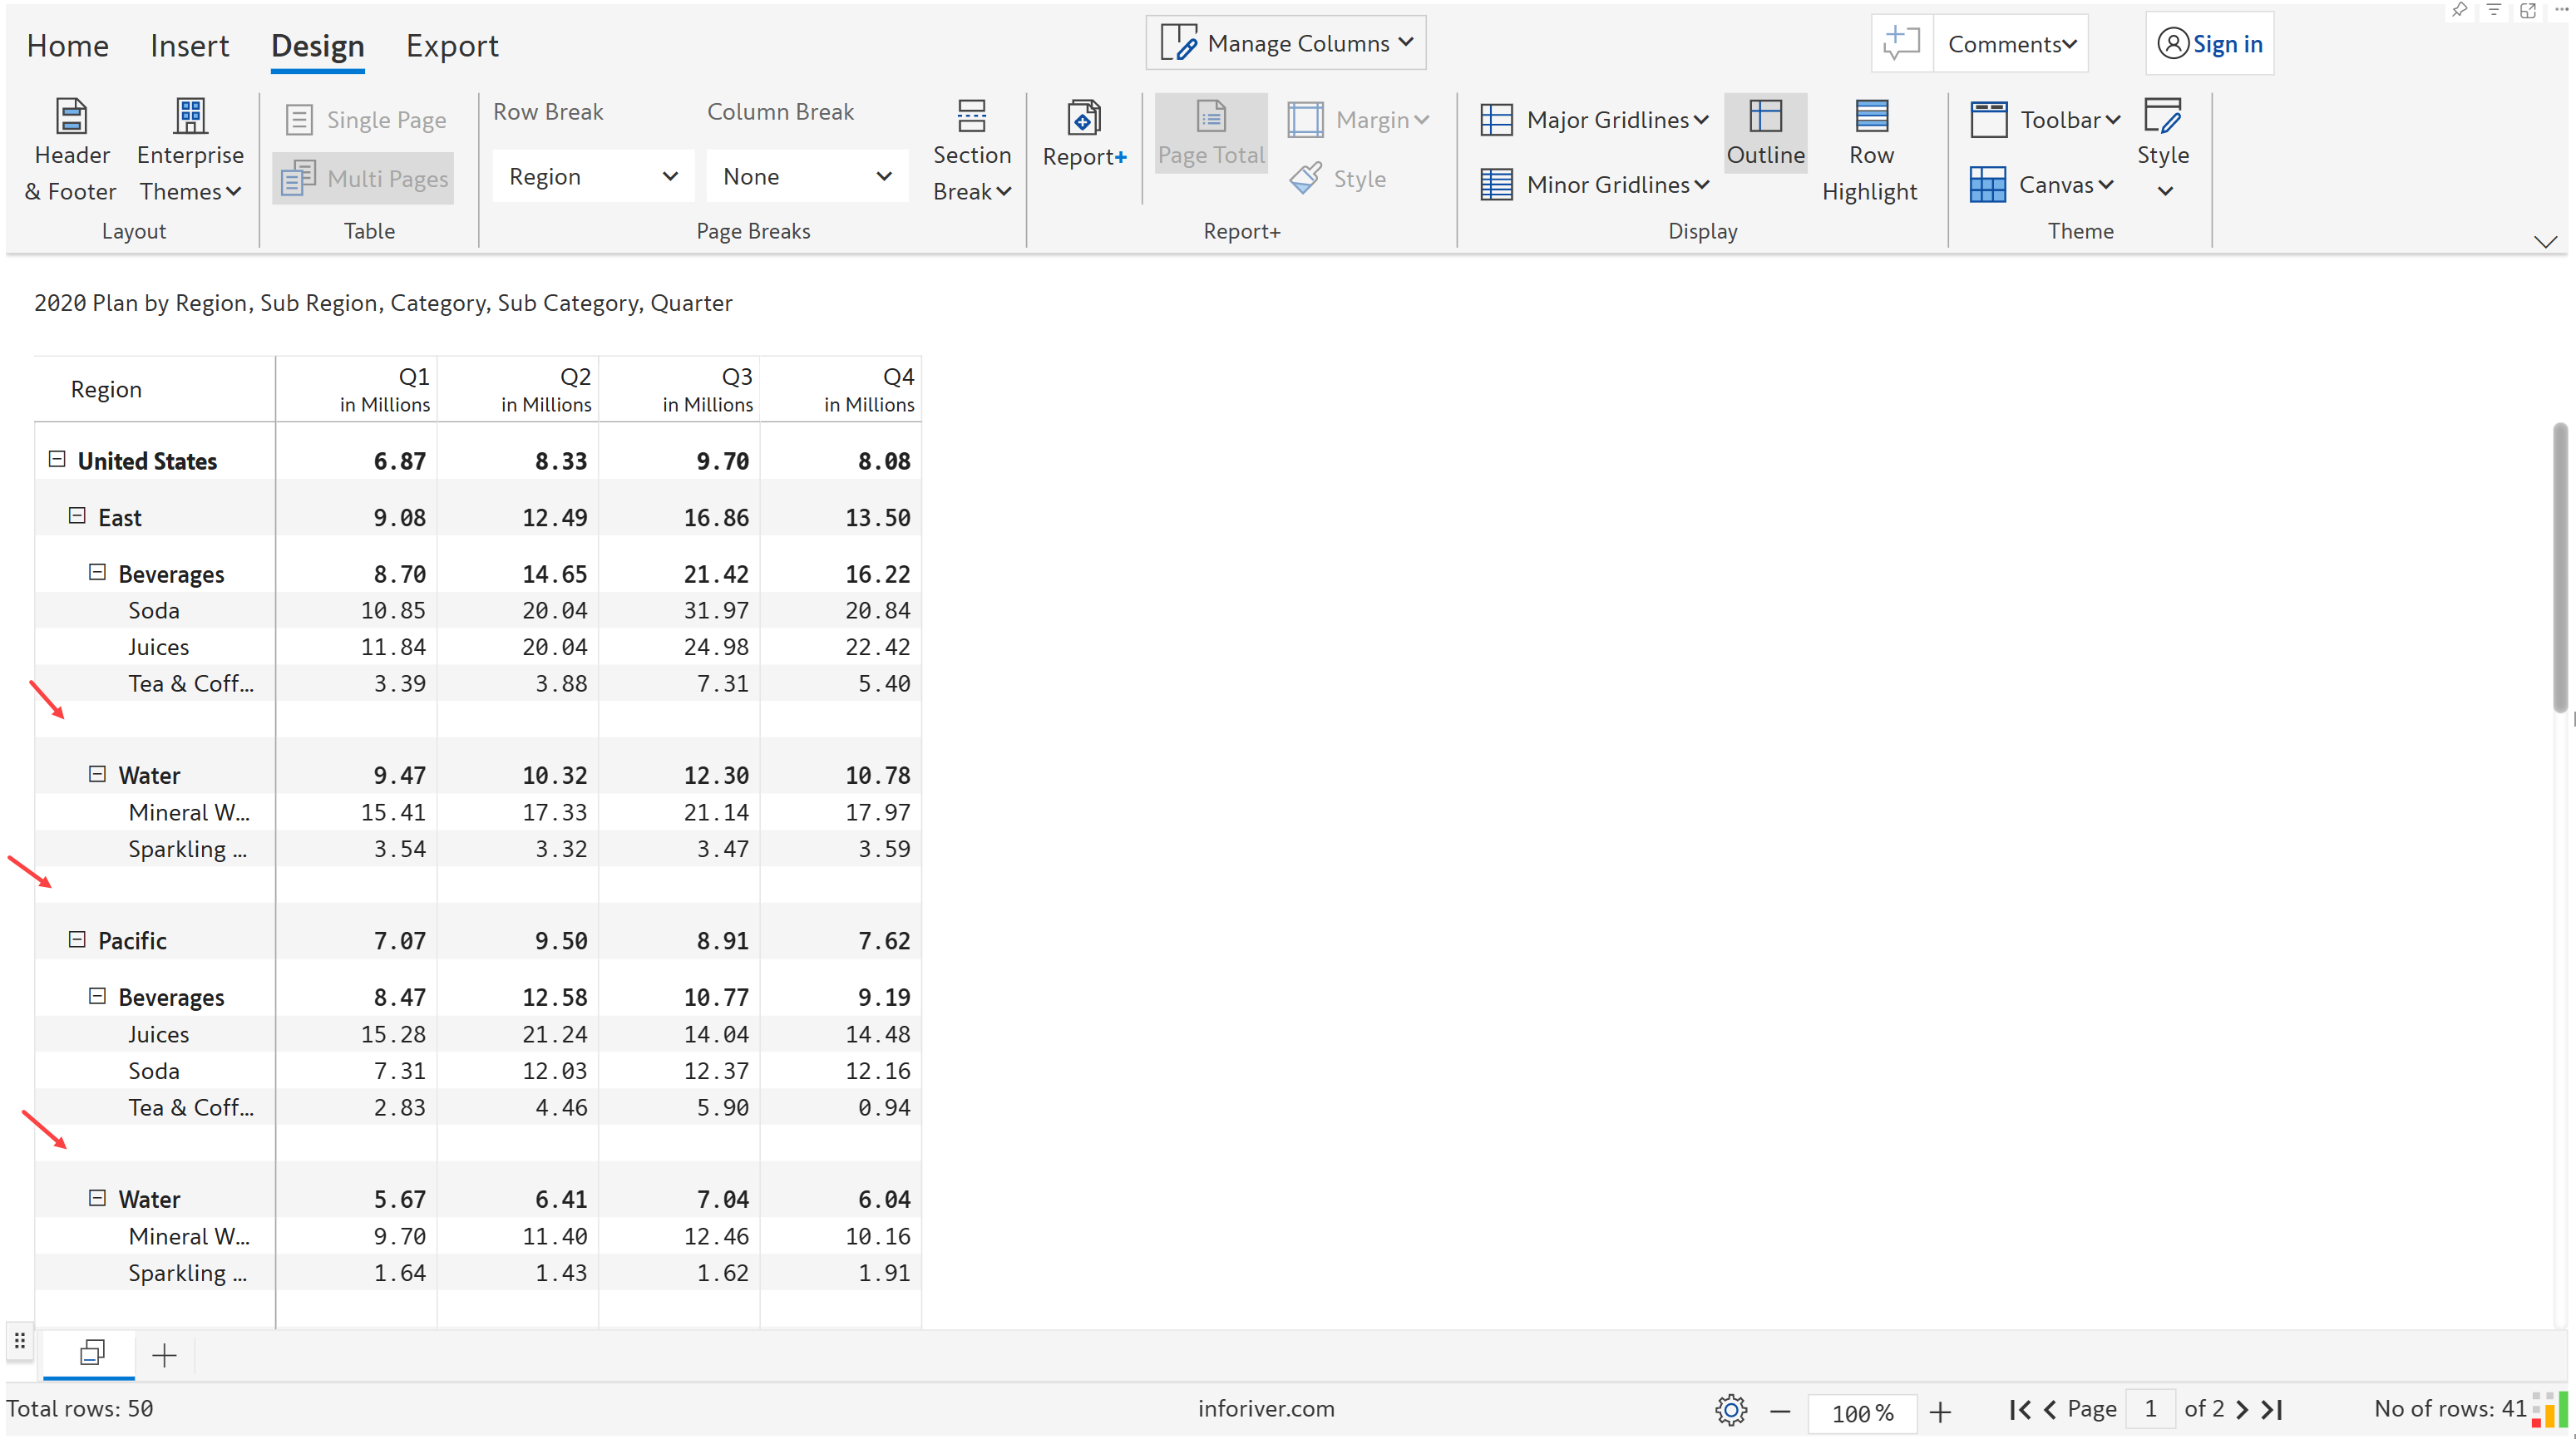 Home Insert Design Export Manage Columns Comments Sign in
Header & Footer
Enterprise Themes
Layout
Single Page
Multi Pages
Table
Row Break Column Break
Region None
Section Break
Page Breaks
Report+
Page Total
Margin
Style
Report+
Major Gridlines
Minor Gridlines
Outline
Row Highlight
Display
Toolbar
Canvas
Style
Theme
2020 Plan by Region, Sub Region, Category, Sub Category, Quarter
Region Q1 in Millions Q2 in Millions Q3 in Millions Q4 in Millions
United States 6.87 8.33 9.70 8.08
East 9.08 12.49 16.86 13.50
Beverages 8.70 14.65 21.42 16.22
Soda 10.85 20.04 31.97 20.84
Juices 11.84 20.04 24.98 22.42
Tea & Coff... 3.39 3.88 7.31 5.40
Water 9.47 10.32 12.30 10.78
Mineral W... 15.41 17.33 21.14 17.97
Sparkling ... 3.54 3.32 3.47 3.59
Pacific 7.07 9.50 8.91 7.62
Beverages 8.47 12.58 10.77 9.19
Juices 15.28 21.24 14.04 14.48
Soda 7.31 12.03 12.37 12.16
Tea & Coff... 2.83 4.46 5.90 0.94
Water 5.67 6.41 7.04 6.04
Mineral W... 9.70 11.40 12.46 10.16
Sparkling ... 1.64 1.43 1.62 1.91
Total rows: 50 inforiver.com 100 % Page 1 of 2 No of rows: 41